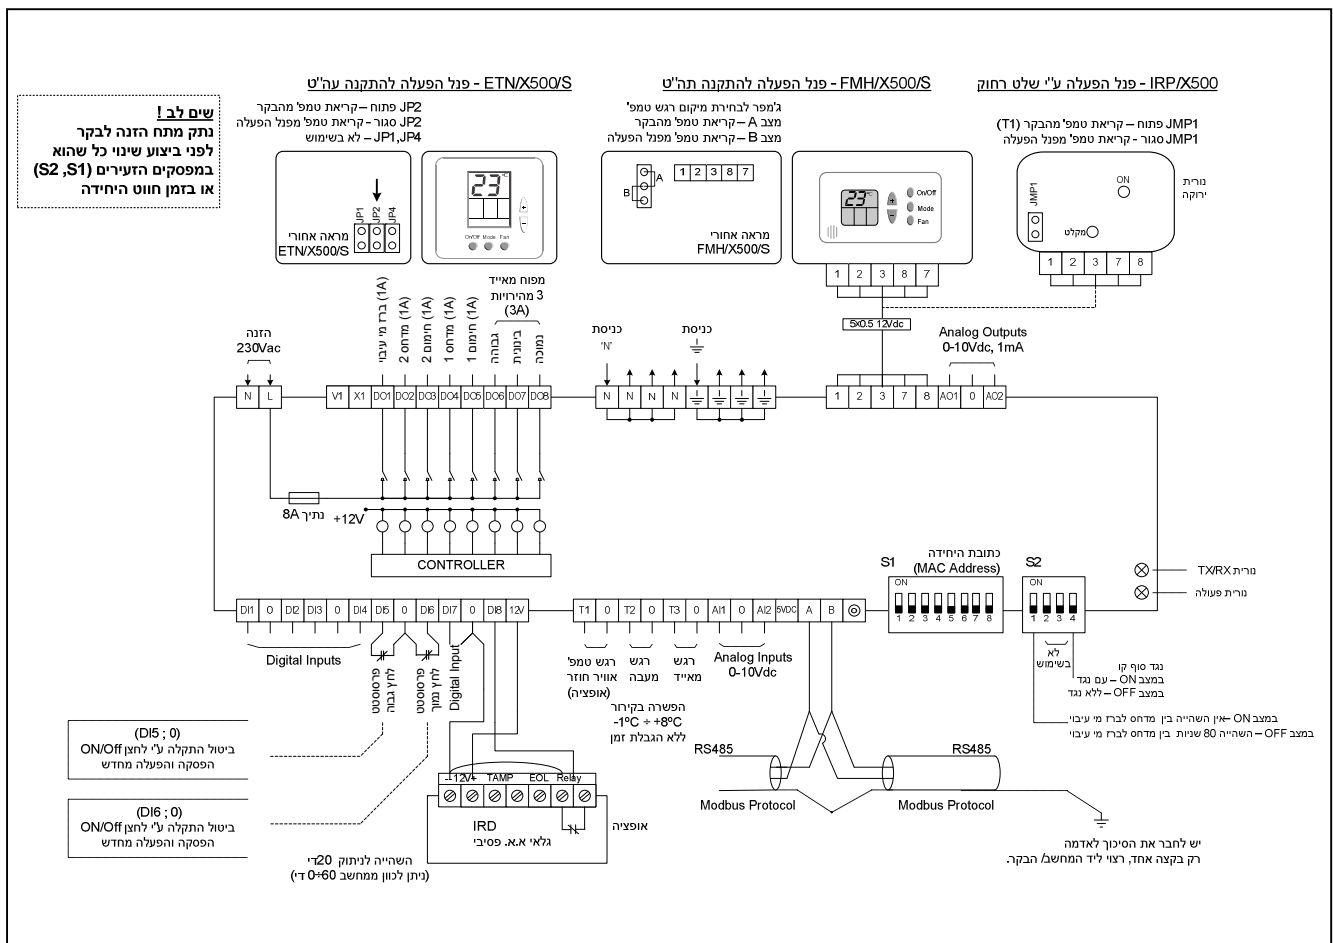 ETN/X500/S - פנל הפעלה להתקנה עה"ט
FMH/X500/S - פנל הפעלה להתקנה תה"ט
IRP/X500 - פנל הפעלה ע"י שלט רחוק
שים לב !
נתק מתח הזנה לבקר
לפני ביצוע שינוי כל שהוא
במפסקים הזעירים (S2 ,S1)
או בזמן חווט היחידה
JP2 פתוח – קריאת טמפ' מהבקר
JP2 סגור - קריאת טמפ' מפנל הפעלה
JP1,JP4 – לא בשימוש
ג'מפר לבחירת מיקום רגש טמפ'
מצב A – קריאת טמפ' מהבקר
מצב B – קריאת טמפ' מפנל הפעלה
JMP1 פתוח – קריאת טמפ' מהבקר (T1)
JMP1 סגור - קריאת טמפ' מפנל הפעלה
JP1
JP2
JP4
מראה אחורי
ETN/X500/S
23°C
+
–
On/Off Mode Fan
A
B
1 2 3 8 7
מראה אחורי
FMH/X500/S
23°C
+
–
On/Off
Mode
Fan
1 2 3 8 7
JMP1
ON
מקלט
נורית
ירוקה
1 2 3 7 8
5x0.5 12Vdc
הזנה
230Vac
ברז מי עיבוי (1A)
מדחס 2 (1A)
חימום 2 (1A)
מדחס 1 (1A)
חימום 1 (1A)
מפוח מאייד
3 מהירויות
(3A)
גבוהה
בינונית
נמוכה
כניסת
"N"
כניסת
Analog Outputs
0-10Vdc, 1mA
N L
V1 X1 DO1 DO2 DO3 DO4 DO5 DO6 DO7 DO8
N N N N
1 2 3 7 8 AO1 0 AO2
נתיך 8A
+12V
CONTROLLER
S1
כתובת היחידה
(MAC Address)
ON
1 2 3 4 5 6 7 8
S2
ON
1 2 3 4
נורית TX/RX
נורית פעולה
DI1 0 DI2 DI3 0 DI4 DI5 0 DI6 DI7 0 DI8 12V
T1 0 T2 0 T3 0 AI1 0 AI2 5VDC A B
Digital Inputs
פרסוסטט
לחץ גבוה
פרסוסטט
לחץ נמוך
Digital Input
רגש טמפ'
אוויר חוזר
(אופציה)
רגש
מעבה
רגש
מאייד
Analog Inputs
0-10Vdc
הפשרה בקירור
-1ºC ÷ +8ºC
ללא הגבלת זמן
לא
בשימוש
נגד סוף קו
במצב ON – עם נגד
במצב OFF – ללא נגד
במצב ON –אין השהייה בין מדחס לברז מי עיבוי
במצב OFF – השהייה 80 שניות בין מדחס לברז מי עיבוי
(DI5 ; 0)
ביטול התקלה ע"י לחצן ON/Off
הפסקה והפעלה מחדש
(DI6 ; 0)
ביטול התקלה ע"י לחצן ON/Off
הפסקה והפעלה מחדש
-- 12V+ TAMP EOL Relay
IRD
גלאי א.א. פסיבי
אופציה
השהייה לניתוק 20די
(ניתן לכוון ממחשב 60÷0 די)
RS485
Modbus Protocol
RS485
Modbus Protocol
יש לחבר את הסיכוך לאדמה
רק בקצה אחד, רצוי ליד המחשב/ הבקר.